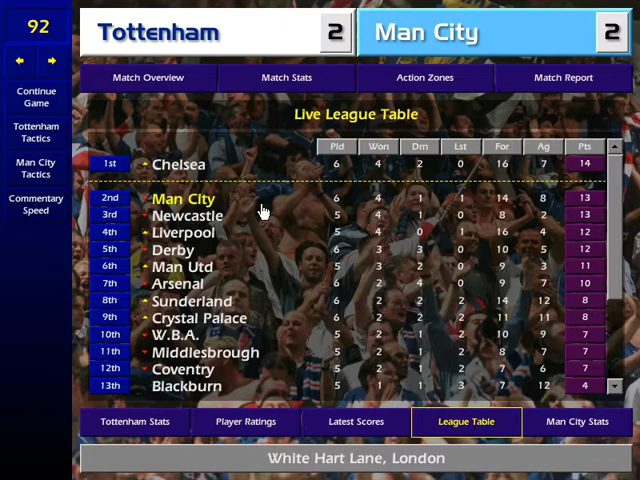 92
Tottenham 2 Man City 2
Match Overview Match Stats Action Zones Match Report
Continue Game
Tottenham Tactics
Man City Tactics
Commentary Speed
Live League Table
Pld Won Drn Lst For Ag Pts
1st Chelsea 6 4 2 0 16 7 14
2nd Man City 6 4 1 1 14 8 13
3rd Newcastle 5 4 1 0 8 2 13
4th Liverpool 5 4 0 1 16 4 12
5th Derby 6 3 3 0 10 5 12
6th Man Utd 5 3 2 0 9 3 11
7th Arsenal 6 2 4 0 9 7 10
8th Sunderland 6 2 2 2 14 12 8
9th Crystal Palace 6 2 2 2 11 11 8
10th W.B.A. 5 2 1 2 10 9 7
11th Middlesbrough 5 2 1 2 8 7 7
12th Coventry 5 2 1 2 7 6 7
13th Blackburn 5 1 1 3 7 12 4
Tottenham Stats Player Ratings Latest Scores League Table Man City Stats
White Hart Lane, London